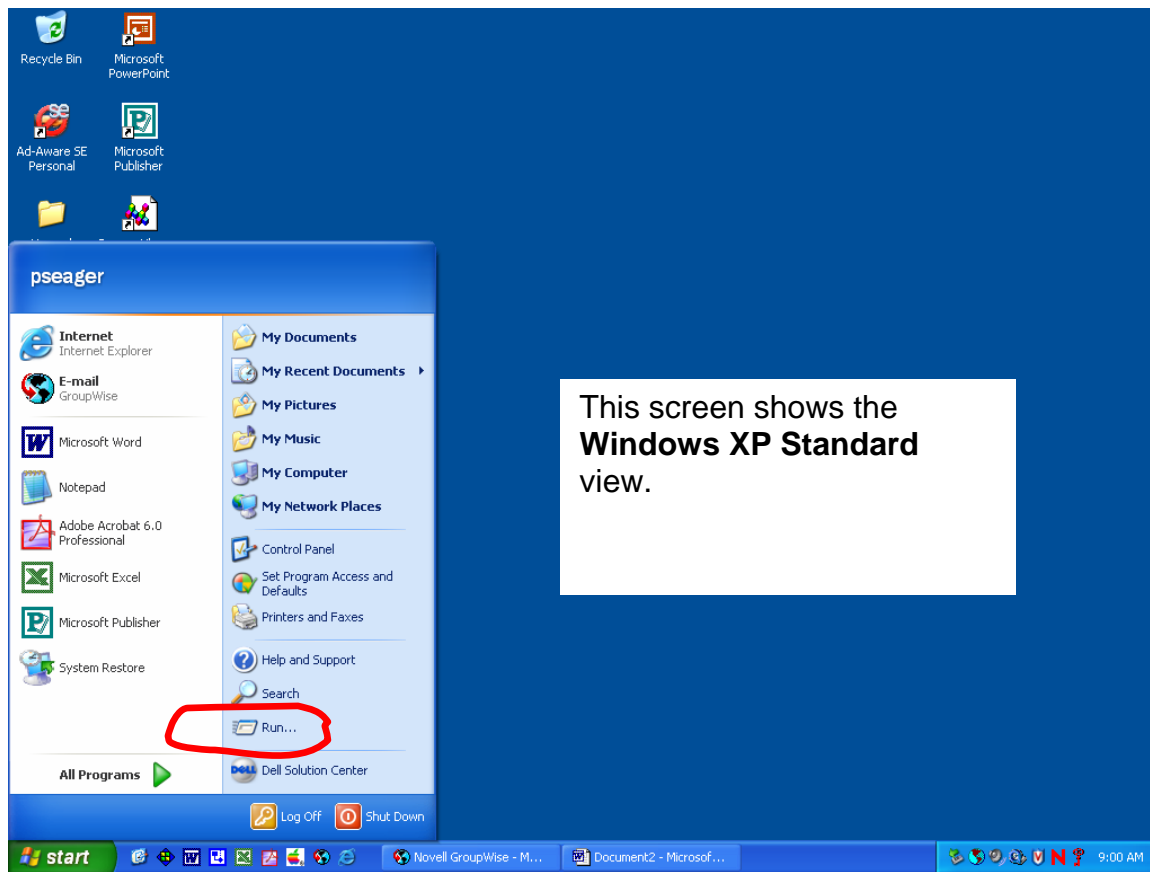 Recycle Bin
Microsoft
PowerPoint
Ad-Aware SE
Personal
Microsoft
Publisher
pseager
Internet
Internet Explorer
E-mail
GroupWise
Microsoft Word
Notepad
Adobe Acrobat 6.0
Professional
Microsoft Excel
Microsoft Publisher
System Restore
All Programs
My Documents
My Recent Documents
My Pictures
My Music
My Computer
My Network Places
Control Panel
Set Program Access and
Defaults
Printers and Faxes
Help and Support
Search
Run...
Dell Solution Center
Log Off
Shut Down
This screen shows the
Windows XP Standard
view.
start
Novell GroupWise - M...
Document2 - Microsof...
9:00 AM